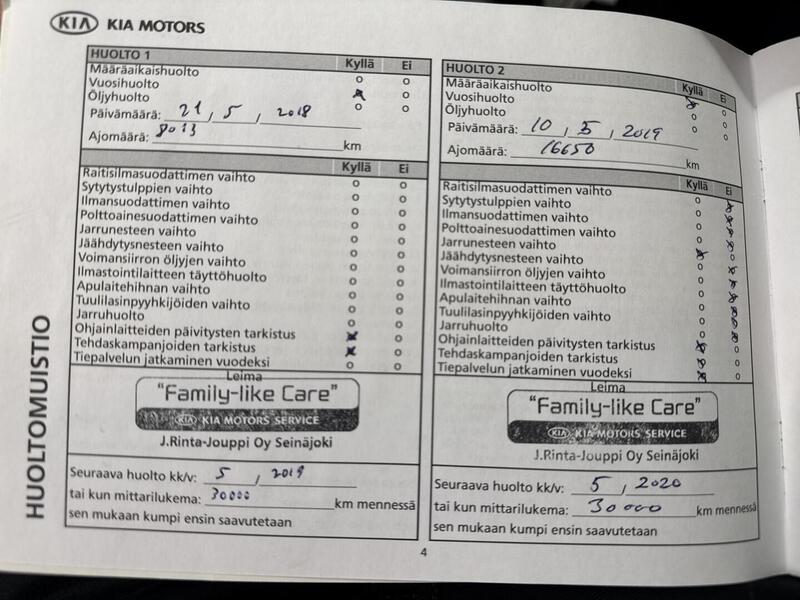 KIA KIA MOTORS
HUOLTOMUISTIO
HUOLTO 1 Kyllä Ei
Määräaikaishuolto
Vuosihuolto
Öljyhuolto
Päivämäärä: 21, 5, 2018
Ajomäärä: 8013 km
Kyllä Ei
Raitisilmasuodattimen vaihto
Sytytystulppien vaihto
Ilmansuodattimen vaihto
Polttoainesuodattimen vaihto
Jarrunesteen vaihto
Jäähdytysnesteen vaihto
Voimansiirron öljyjen vaihto
Ilmastointilaitteen täyttöhuolto
Apulaitehihnan vaihto
Tuulilasinpyyhkijöiden vaihto
Jarruhuolto
Ohjainlaitteiden päivitysten tarkistus
Tehdaskampanjoiden tarkistus
Tiepalvelun jatkaminen vuodeksi
Leima
"Family-like Care"
KIA KIA MOTORS SERVICE
J.Rinta-Jouppi Oy Seinäjoki
Seuraava huolto kk/v: 5, 2019
tai kun mittarilukema: 30000 km mennessä
sen mukaan kumpi ensin saavutetaan
HUOLTO 2 Kyllä Ei
Määräaikaishuolto
Vuosihuolto
Öljyhuolto
Päivämäärä: 10, 5, 2019
Ajomäärä: 16650 km
Kyllä Ei
Raitisilmasuodattimen vaihto
Sytytystulppien vaihto
Ilmansuodattimen vaihto
Polttoainesuodattimen vaihto
Jarrunesteen vaihto
Jäähdytysnesteen vaihto
Voimansiirron öljyjen vaihto
Ilmastointilaitteen täyttöhuolto
Apulaitehihnan vaihto
Tuulilasinpyyhkijöiden vaihto
Jarruhuolto
Ohjainlaitteiden päivitysten tarkistus
Tehdaskampanjoiden tarkistus
Tiepalvelun jatkaminen vuodeksi
Leima
"Family-like Care"
KIA KIA MOTORS SERVICE
J.Rinta-Jouppi Oy Seinäjoki
Seuraava huolto kk/v: 5, 2020
tai kun mittarilukema: 30000 km mennessä
sen mukaan kumpi ensin saavutetaan
4